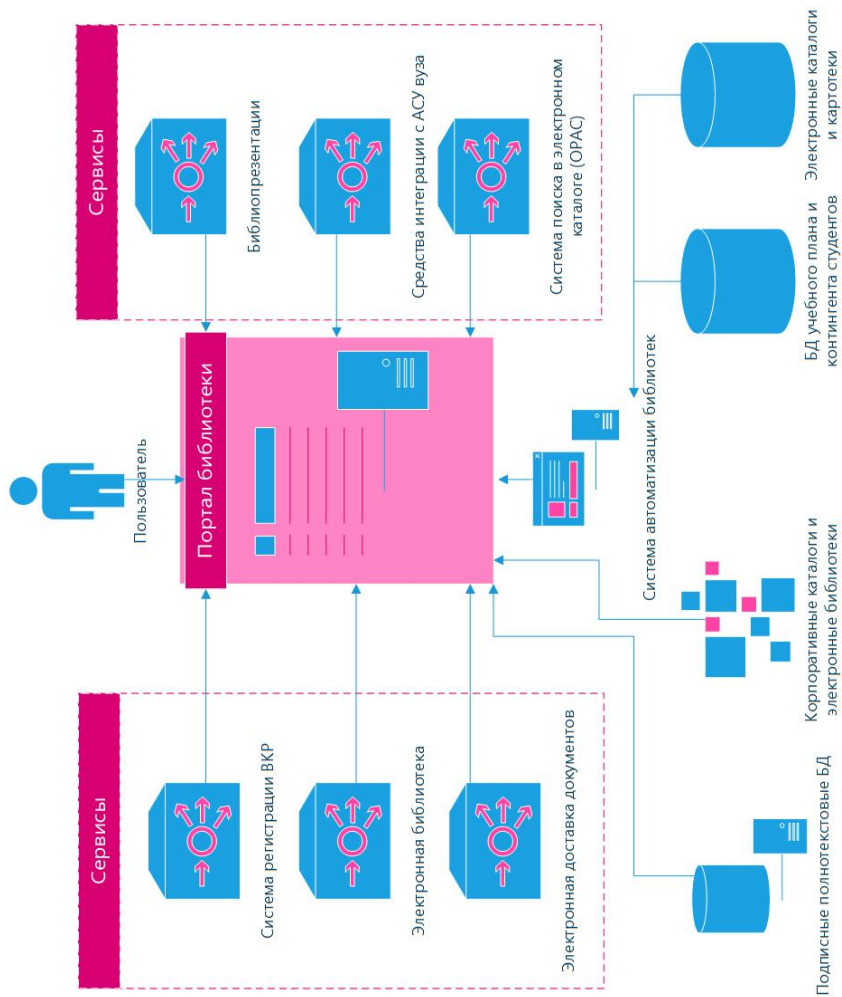 Пользователь
Сервисы
Система регистрации ВКР
Электронная библиотека
Электронная доставка документов
Портал библиотеки
Сервисы
Библиопрезентации
Средства интеграции с АСУ вуза
Система поиска в электронном
каталоге (OPAC)
Система автоматизации библиотек
Подписные полнотекстовые БД
Корпоративные каталоги и
электронные библиотеки
БД учебного плана и
контингента студентов
Электронные каталоги
и картотеки